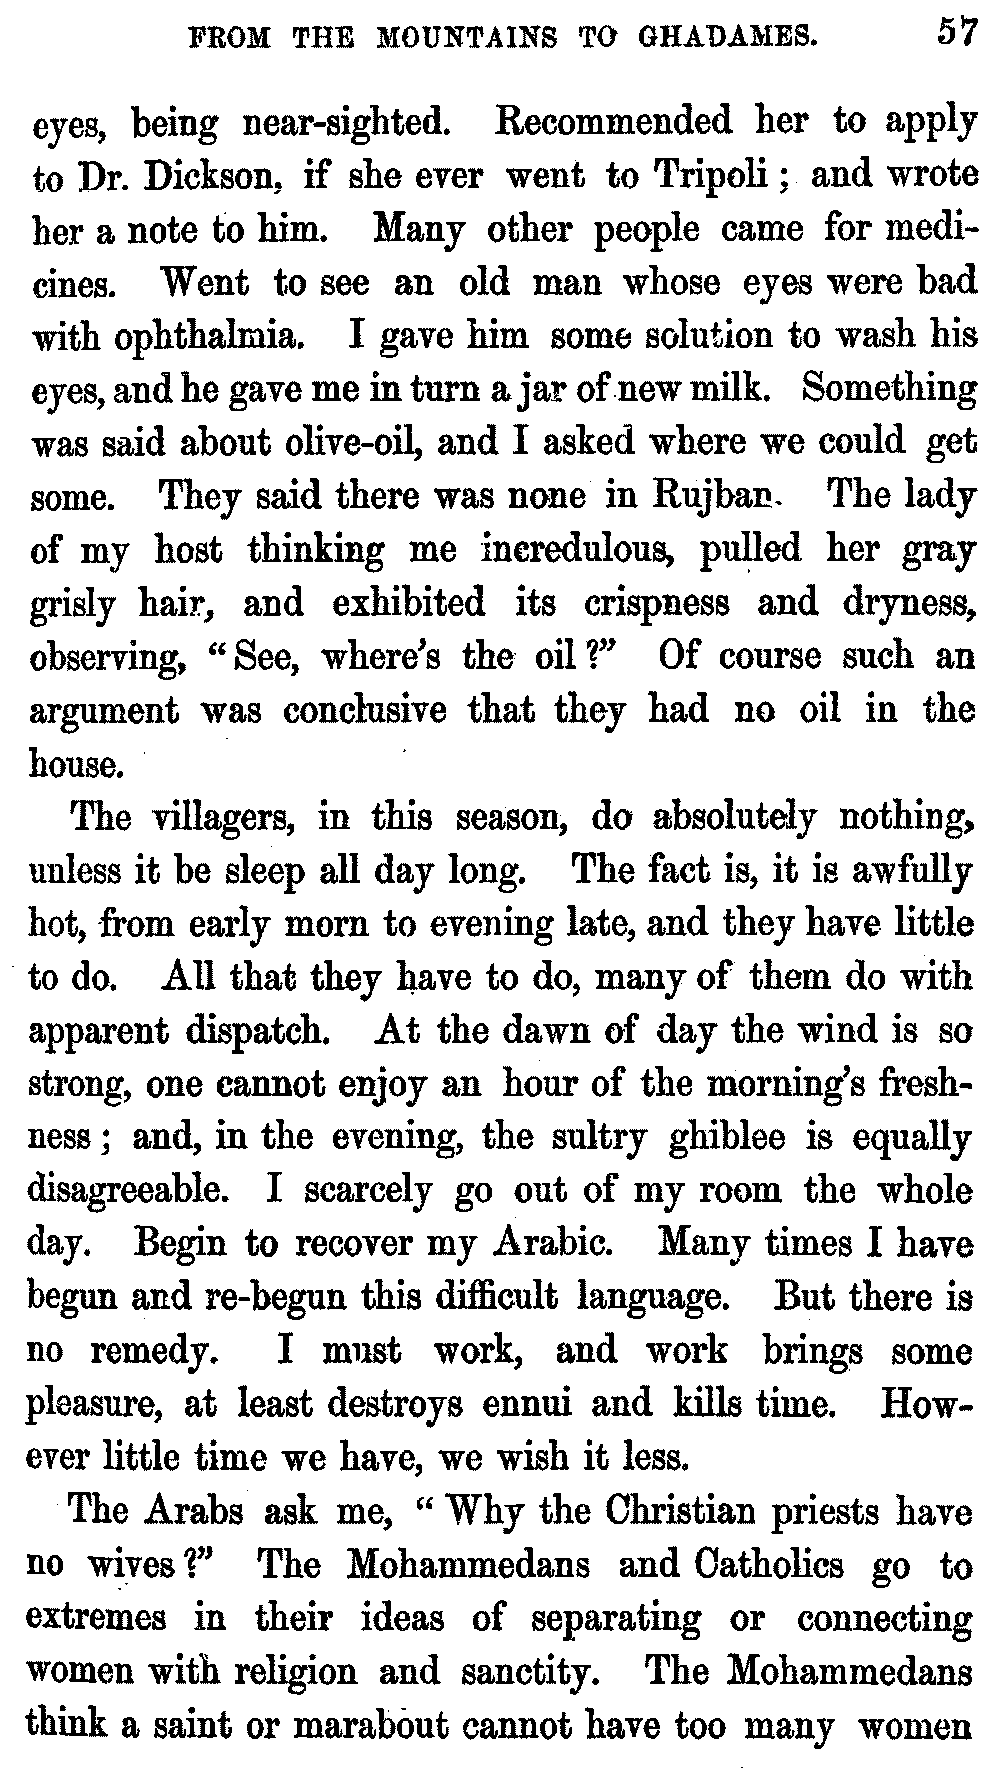 FROM THE MOUNTAINS TO GHADAMES. 57
eyes, being near-sighted. Recommended her to apply
to Dr. Dickson, if she ever went to Tripoli ; and wrote
her a note to him. Many other people came for medi-
cines. Went to see an old man whose eyes were bad
with ophthalmia. I gave him some solution to wash his
eyes, and he gave me in turn a jar of new milk. Something
was said about olive-oil, and I asked where we could get
some. They said there was none in Rujban. The lady
of my host thinking me incredulous, pulled her gray
grisly hair, and exhibited its crispness and dryness,
observing, “ See, where’s the oil ?” Of course such an
argument was conclusive that they had no oil in the
house.
The villagers, in this season, do absolutely nothing,
unless it be sleep all day long. The fact is, it is awfully
hot, from early morn to evening late, and they have little
to do. All that they have to do, many of them do with
apparent dispatch. At the dawn of day the wind is so
strong, one cannot enjoy an hour of the morning’s fresh-
ness ; and, in the evening, the sultry ghiblee is equally
disagreeable. I scarcely go out of my room the whole
day. Begin to recover my Arabic. Many times I have
begun and re-begun this difficult language. But there is
no remedy. I must work, and work brings some
pleasure, at least destroys ennui and kills time. How-
ever little time we have, we wish it less.
The Arabs ask me, “ Why the Christian priests have
no wives ?” The Mohammedans and Catholics go to
extremes in their ideas of separating or connecting
women with religion and sanctity. The Mohammedans
think a saint or marabout cannot have too many women